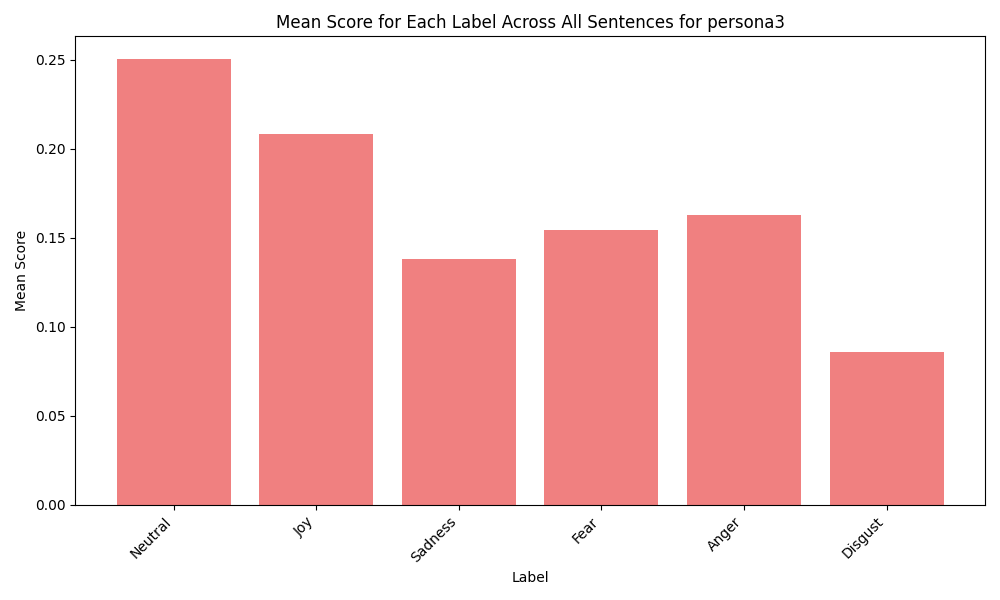 Mean Score for Each Label Across All Sentences for persona3
Mean Score
0.25
0.20
0.15
0.10
0.05
0.00
Neutral
Joy
Sadness
Fear
Anger
Disgust
Label